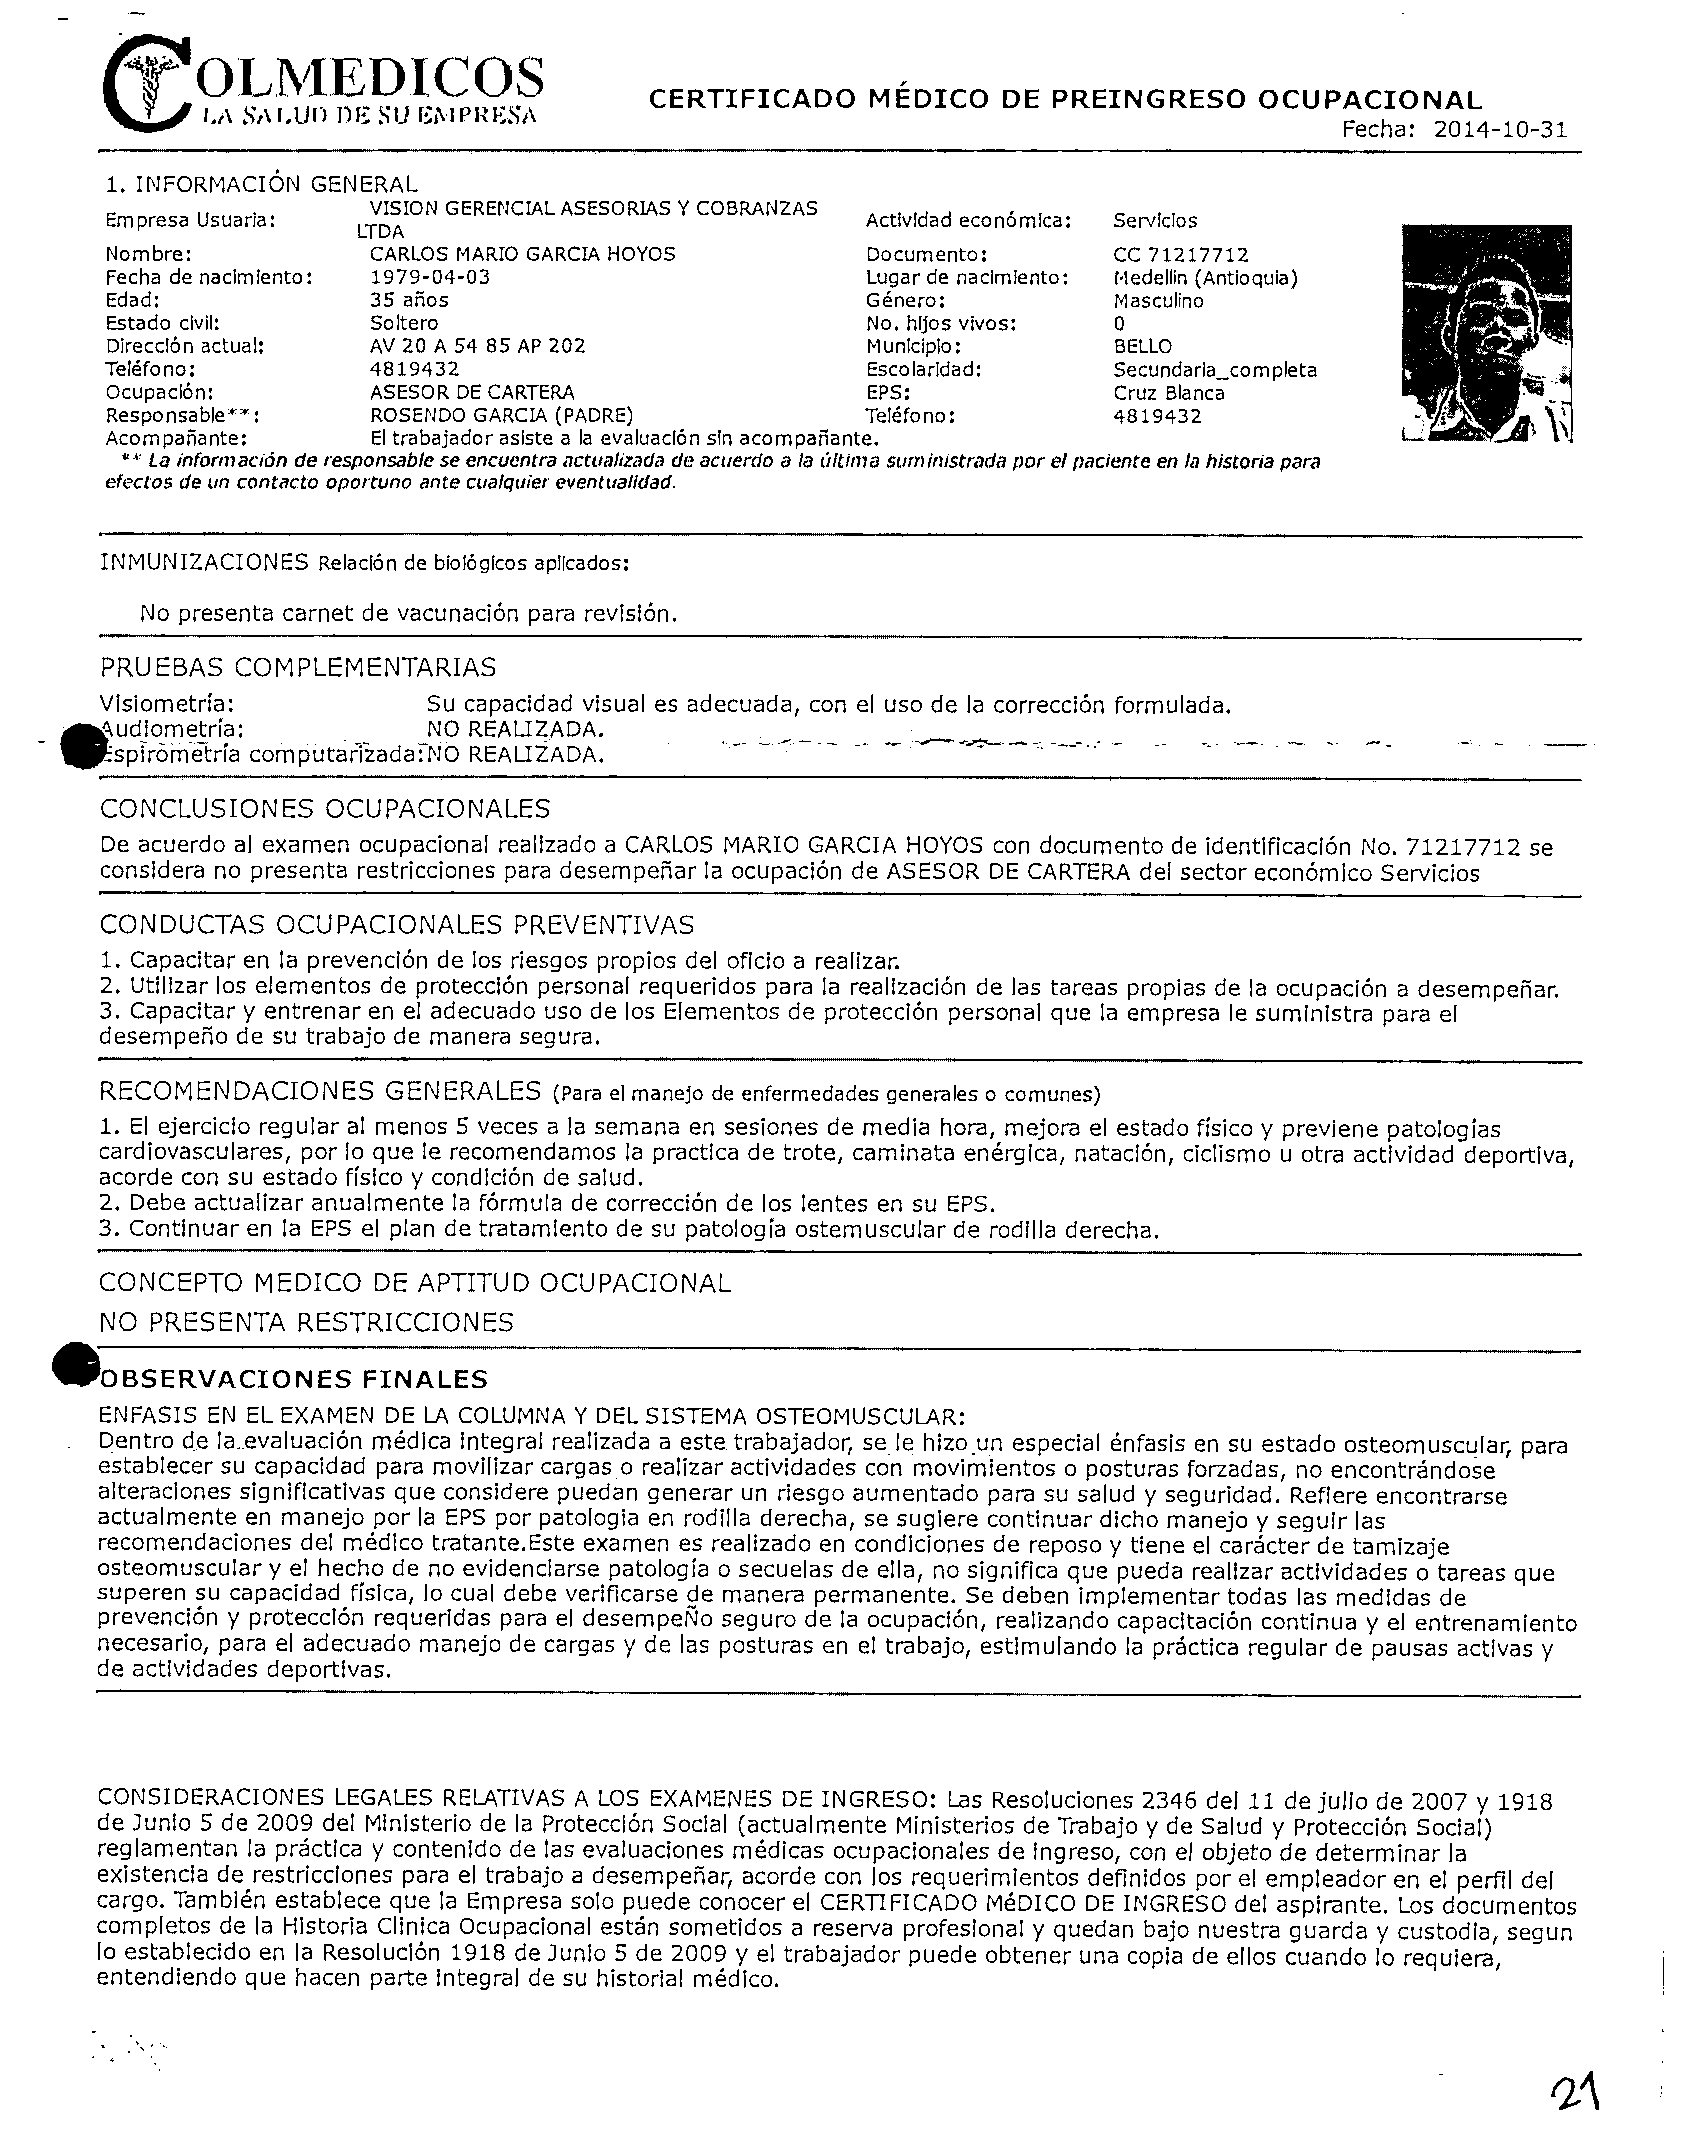 COLMEDICOS
LA SALUD DE SU EMPRESA
CERTIFICADO MÉDICO DE PREINGRESO OCUPACIONAL
Fecha: 2014-10-31
1. INFORMACIÓN GENERAL
Empresa Usuaria: VISION GERENCIAL ASESORIAS Y COBRANZAS LTDA Actividad económica: Servicios
Nombre: CARLOS MARIO GARCIA HOYOS Documento: CC 71217712
Fecha de nacimiento: 1979-04-03 Lugar de nacimiento: Medellin (Antioquia)
Edad: 35 años Género: Masculino
Estado civil: Soltero No. hijos vivos: 0
Dirección actual: AV 20 A 54 85 AP 202 Municipio: BELLO
Teléfono: 4819432 Escolaridad: Secundaria_completa
Ocupación: ASESOR DE CARTERA EPS: Cruz Blanca
Responsable**: ROSENDO GARCIA (PADRE) Teléfono: 4819432
Acompañante: El trabajador asiste a la evaluación sin acompañante.
** La información de responsable se encuentra actualizada de acuerdo a la última suministrada por el paciente en la historia para
efectos de un contacto oportuno ante cualquier eventualidad.
INMUNIZACIONES Relación de biológicos aplicados:
No presenta carnet de vacunación para revisión.
PRUEBAS COMPLEMENTARIAS
Visiometría: Su capacidad visual es adecuada, con el uso de la corrección formulada.
Audiometría: NO REALIZADA.
Espirometría computarizada: NO REALIZADA.
CONCLUSIONES OCUPACIONALES
De acuerdo al examen ocupacional realizado a CARLOS MARIO GARCIA HOYOS con documento de identificación No. 71217712 se
considera no presenta restricciones para desempeñar la ocupación de ASESOR DE CARTERA del sector económico Servicios
CONDUCTAS OCUPACIONALES PREVENTIVAS
1. Capacitar en la prevención de los riesgos propios del oficio a realizar.
2. Utilizar los elementos de protección personal requeridos para la realización de las tareas propias de la ocupación a desempeñar.
3. Capacitar y entrenar en el adecuado uso de los Elementos de protección personal que la empresa le suministra para el
desempeño de su trabajo de manera segura.
RECOMENDACIONES GENERALES (Para el manejo de enfermedades generales o comunes)
1. El ejercicio regular al menos 5 veces a la semana en sesiones de media hora, mejora el estado físico y previene patologías
cardiovasculares, por lo que le recomendamos la practica de trote, caminata enérgica, natación, ciclismo u otra actividad deportiva,
acorde con su estado físico y condición de salud.
2. Debe actualizar anualmente la fórmula de corrección de los lentes en su EPS.
3. Continuar en la EPS el plan de tratamiento de su patología ostemuscular de rodilla derecha.
CONCEPTO MEDICO DE APTITUD OCUPACIONAL
NO PRESENTA RESTRICCIONES
OBSERVACIONES FINALES
ENFASIS EN EL EXAMEN DE LA COLUMNA Y DEL SISTEMA OSTEOMUSCULAR:
Dentro de la evaluación médica integral realizada a este trabajador, se le hizo un especial énfasis en su estado osteomuscular, para
establecer su capacidad para movilizar cargas o realizar actividades con movimientos o posturas forzadas, no encontrándose
alteraciones significativas que considere puedan generar un riesgo aumentado para su salud y seguridad. Refiere encontrarse
actualmente en manejo por la EPS por patologia en rodilla derecha, se sugiere continuar dicho manejo y seguir las
recomendaciones del médico tratante.Este examen es realizado en condiciones de reposo y tiene el carácter de tamizaje
osteomuscular y el hecho de no evidenciarse patología o secuelas de ella, no significa que pueda realizar actividades o tareas que
superen su capacidad física, lo cual debe verificarse de manera permanente. Se deben implementar todas las medidas de
prevención y protección requeridas para el desempeÑo seguro de la ocupación, realizando capacitación continua y el entrenamiento
necesario, para el adecuado manejo de cargas y de las posturas en el trabajo, estimulando la práctica regular de pausas activas y
de actividades deportivas.
CONSIDERACIONES LEGALES RELATIVAS A LOS EXAMENES DE INGRESO: Las Resoluciones 2346 del 11 de julio de 2007 y 1918
de Junio 5 de 2009 del Ministerio de la Protección Social (actualmente Ministerios de Trabajo y de Salud y Protección Social)
reglamentan la práctica y contenido de las evaluaciones médicas ocupacionales de ingreso, con el objeto de determinar la
existencia de restricciones para el trabajo a desempeñar, acorde con los requerimientos definidos por el empleador en el perfil del
cargo. También establece que la Empresa solo puede conocer el CERTIFICADO MéDICO DE INGRESO del aspirante. Los documentos
completos de la Historia Clinica Ocupacional están sometidos a reserva profesional y quedan bajo nuestra guarda y custodia, segun
lo establecido en la Resolución 1918 de Junio 5 de 2009 y el trabajador puede obtener una copia de ellos cuando lo requiera,
entendiendo que hacen parte integral de su historial médico.
21